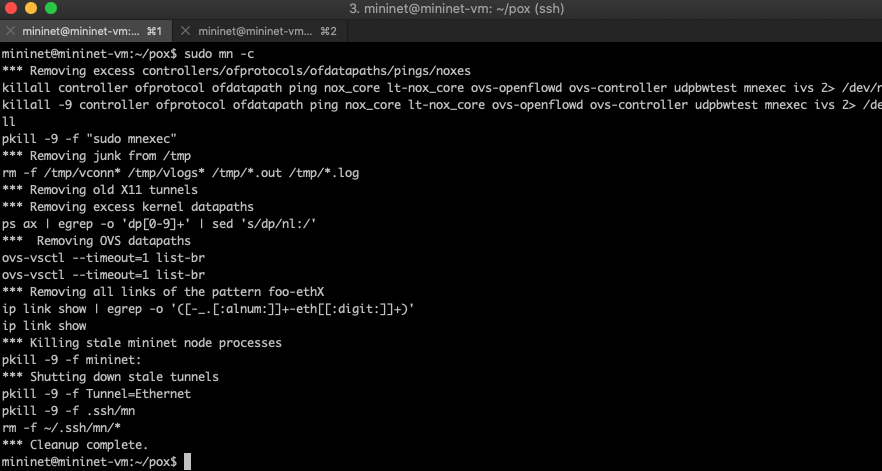 3. mininet@mininet-vm: ~/pox (ssh)
mininet@mininet-vm:... ⌘1 mininet@mininet-vm... ⌘2
mininet@mininet-vm:~/pox$ sudo mn -c
*** Removing excess controllers/ofprotocols/ofdatapaths/pings/noxes
killall controller ofprotocol ofdatapath ping nox_core lt-nox_core ovs-openflowd ovs-controller udpbwtest mnexec ivs 2> /dev/n
killall -9 controller ofprotocol ofdatapath ping nox_core lt-nox_core ovs-openflowd ovs-controller udpbwtest mnexec ivs 2> /de
ll
pkill -9 -f "sudo mnexec"
*** Removing junk from /tmp
rm -f /tmp/vconn* /tmp/vlogs* /tmp/*.out /tmp/*.log
*** Removing old X11 tunnels
*** Removing excess kernel datapaths
ps ax | egrep -o 'dp[0-9]+' | sed 's/dp/nl:/'
***  Removing OVS datapaths
ovs-vsctl --timeout=1 list-br
ovs-vsctl --timeout=1 list-br
*** Removing all links of the pattern foo-ethX
ip link show | egrep -o '([-_.[:alnum:]]+-eth[[:digit:]]+)'
ip link show
*** Killing stale mininet node processes
pkill -9 -f mininet:
*** Shutting down stale tunnels
pkill -9 -f Tunnel=Ethernet
pkill -9 -f .ssh/mn
rm -f ~/.ssh/mn/*
*** Cleanup complete.
mininet@mininet-vm:~/pox$